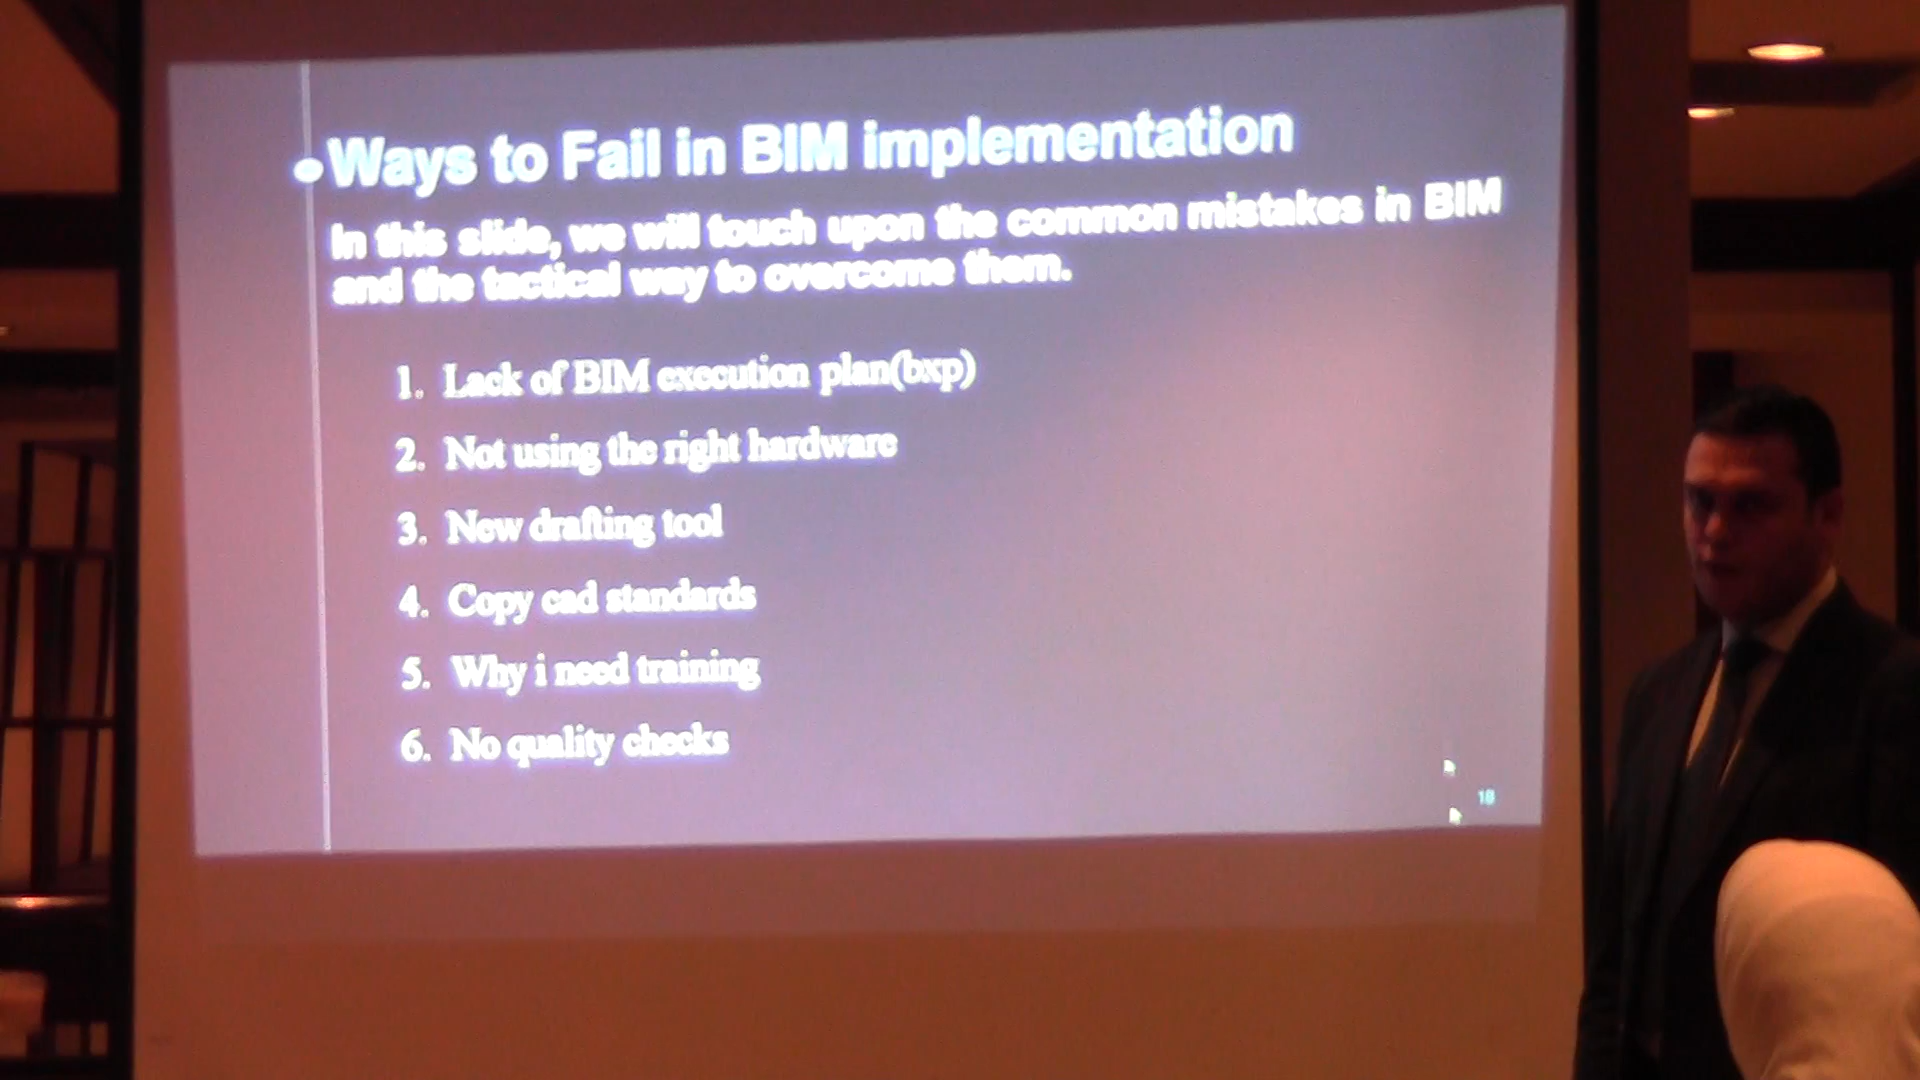 • Ways to Fail in BIM implementation
In this slide, we will touch upon the common mistakes in BIM
and the tactical way to overcome them.
1. Lack of BIM execution plan(bxp)
2. Not using the right hardware
3. New drafting tool
4. Copy cad standards
5. Why i need training
6. No quality checks
18